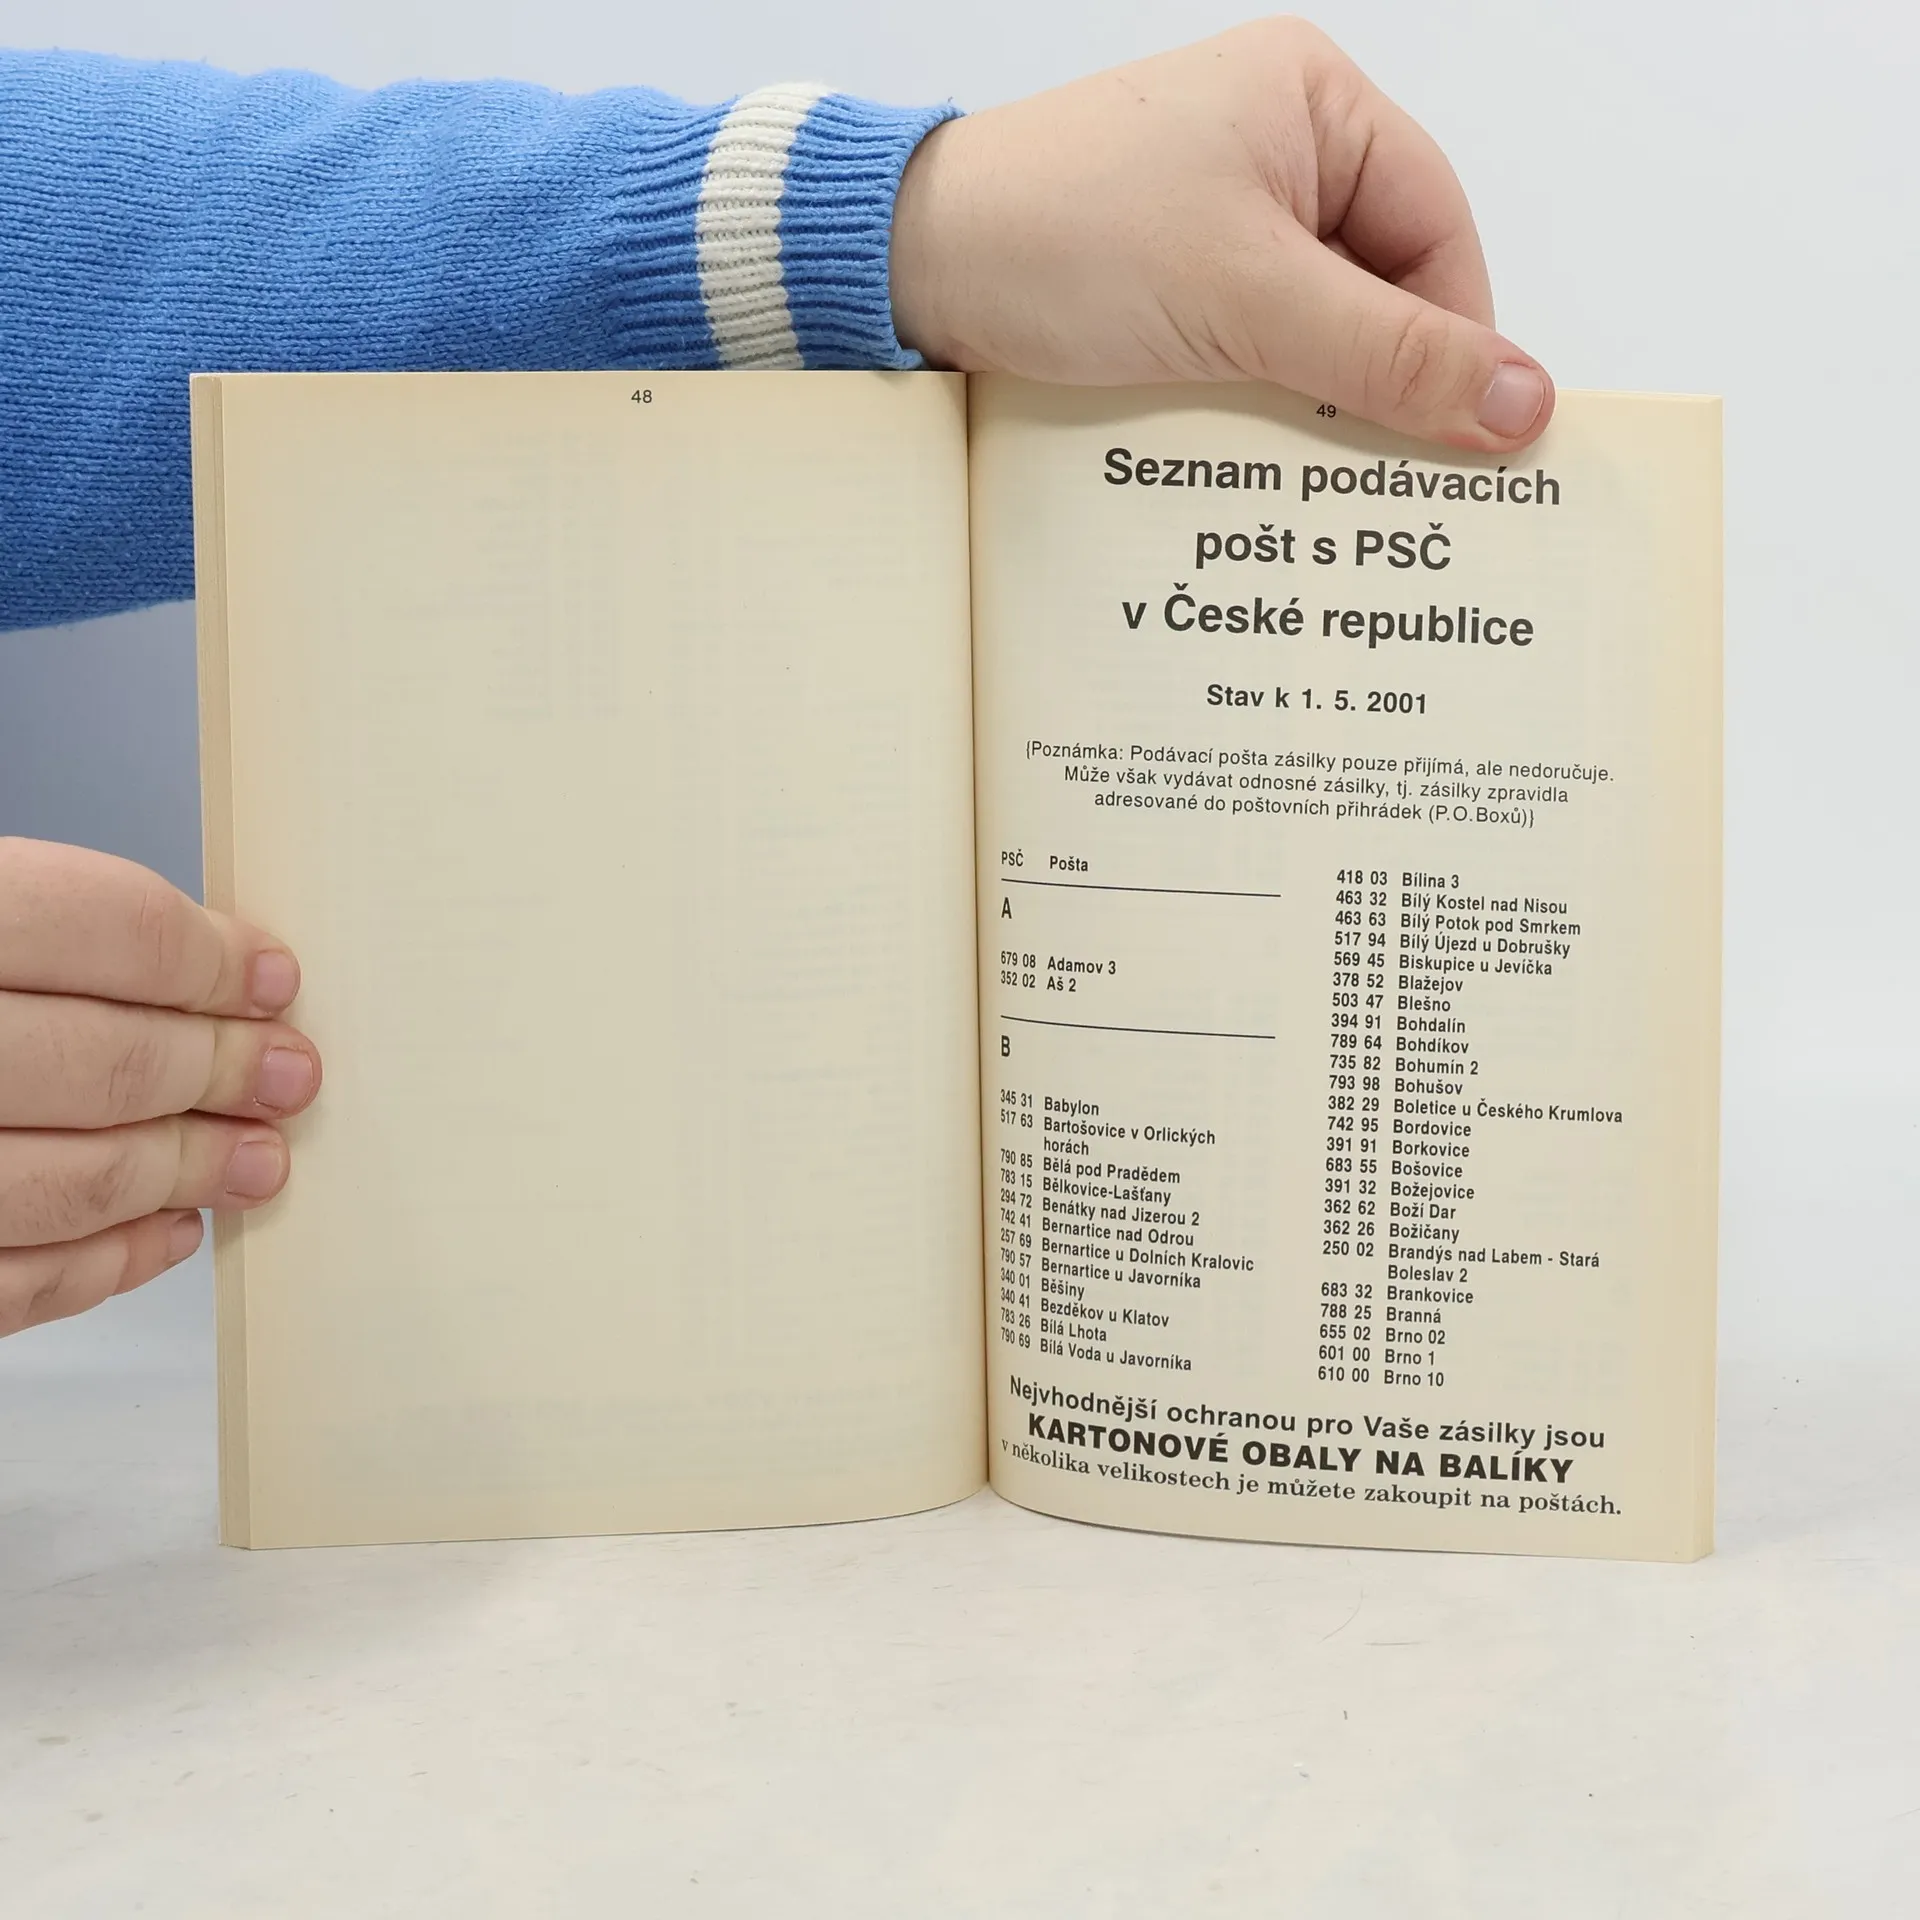 48
49
Seznam podávacích
pošt s PSČ
v České republice
Stav k 1. 5. 2001
{Poznámka: Podávací pošta zásilky pouze přijímá, ale nedoručuje.
Může však vydávat odnosné zásilky, tj. zásilky zpravidla
adresované do poštovních přihrádek (P.O.Boxů)}
PSČ Pošta
A
679 08 Adamov 3
352 02 Aš 2
B
345 31 Babylon
517 63 Bartošovice v Orlických
horách
790 85 Bělá pod Pradědem
783 15 Bělkovice-Lašťany
294 72 Benátky nad Jizerou 2
742 41 Bernartice nad Odrou
257 69 Bernartice u Dolních Kralovic
790 57 Bernartice u Javorníka
340 01 Běšiny
340 41 Bezděkov u Klatov
783 26 Bílá Lhota
790 69 Bílá Voda u Javorníka
418 03 Bílina 3
463 32 Bílý Kostel nad Nisou
463 63 Bílý Potok pod Smrkem
517 94 Bílý Újezd u Dobrušky
569 45 Biskupice u Jevíčka
378 52 Blažejov
503 47 Blešno
394 91 Bohdalín
789 64 Bohdíkov
735 82 Bohumín 2
793 98 Bohušov
382 29 Boletice u Českého Krumlova
742 95 Bordovice
391 91 Borkovice
683 55 Bošovice
391 32 Božejovice
362 62 Boží Dar
362 26 Božičany
250 02 Brandýs nad Labem - Stará
Boleslav 2
683 32 Brankovice
788 25 Branná
655 02 Brno 02
601 00 Brno 1
610 00 Brno 10
Nejvhodnější ochranou pro Vaše zásilky jsou
KARTONOVÉ OBALY NA BALÍKY
v několika velikostech je můžete zakoupit na poštách.